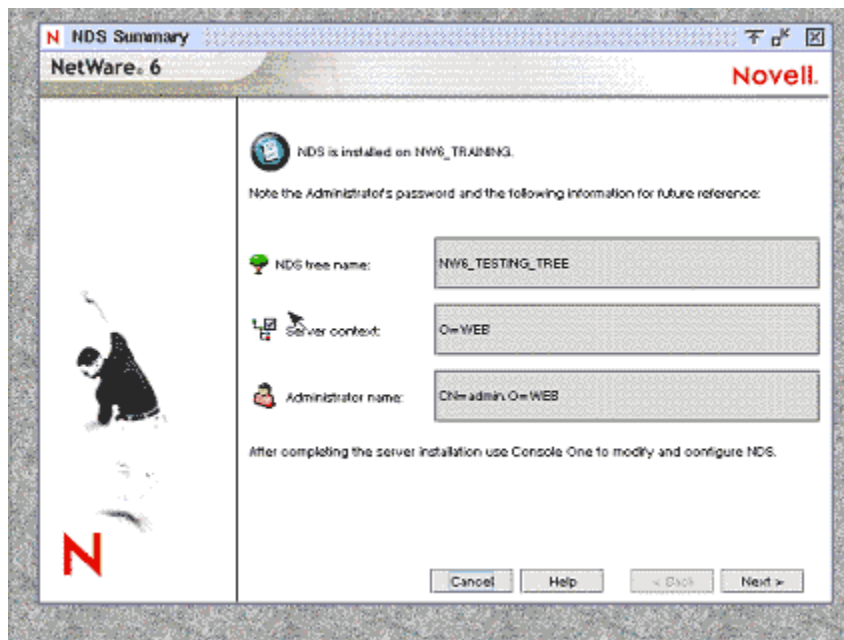 N NDS Summary
NetWare. 6
Novell.
NDS is installed on NW6_TRAINING.
Note the Administrator's password and the following information for future reference:
NDS tree name:
NW6_TESTING_TREE
Server context:
O=WEB
Administrator name:
CN=admin.O=WEB
After completing the server installation use Console One to modify and configure NDS.
N
Cancel
Help
< Back
Next >